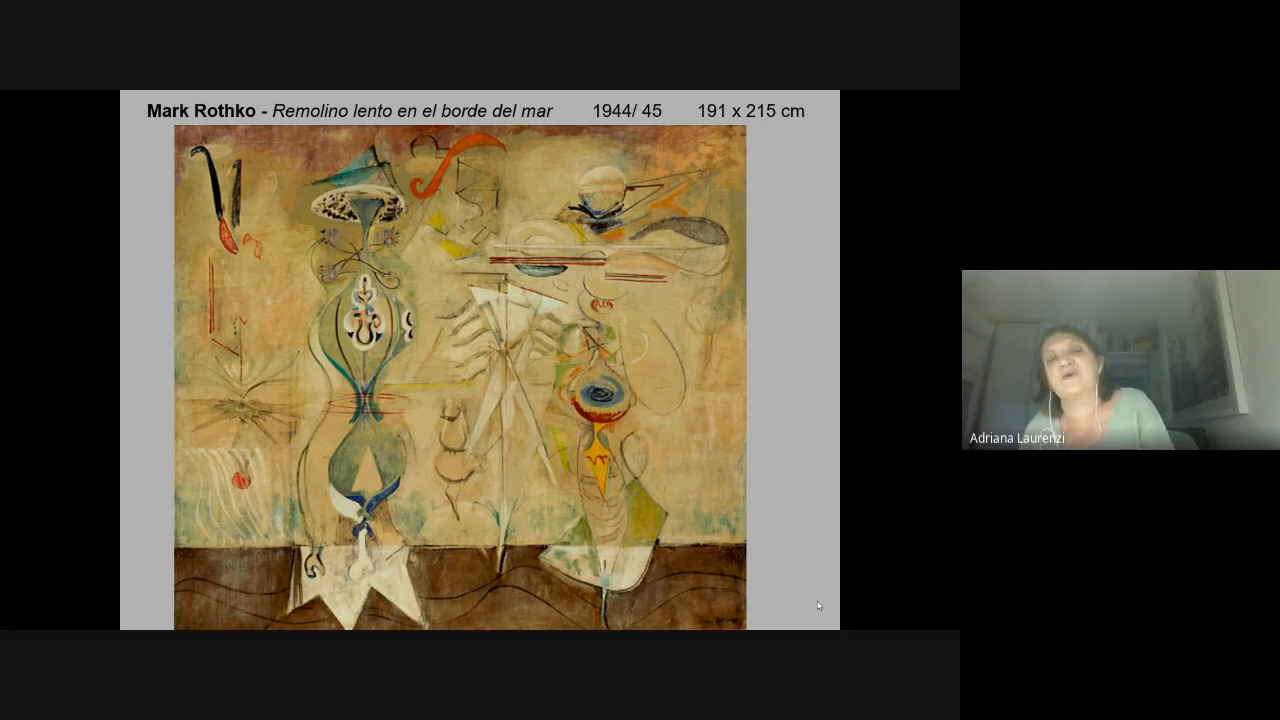 Mark Rothko - Remolino lento en el borde del mar 1944/ 45 191 x 215 cm
Adriana Laurenzi